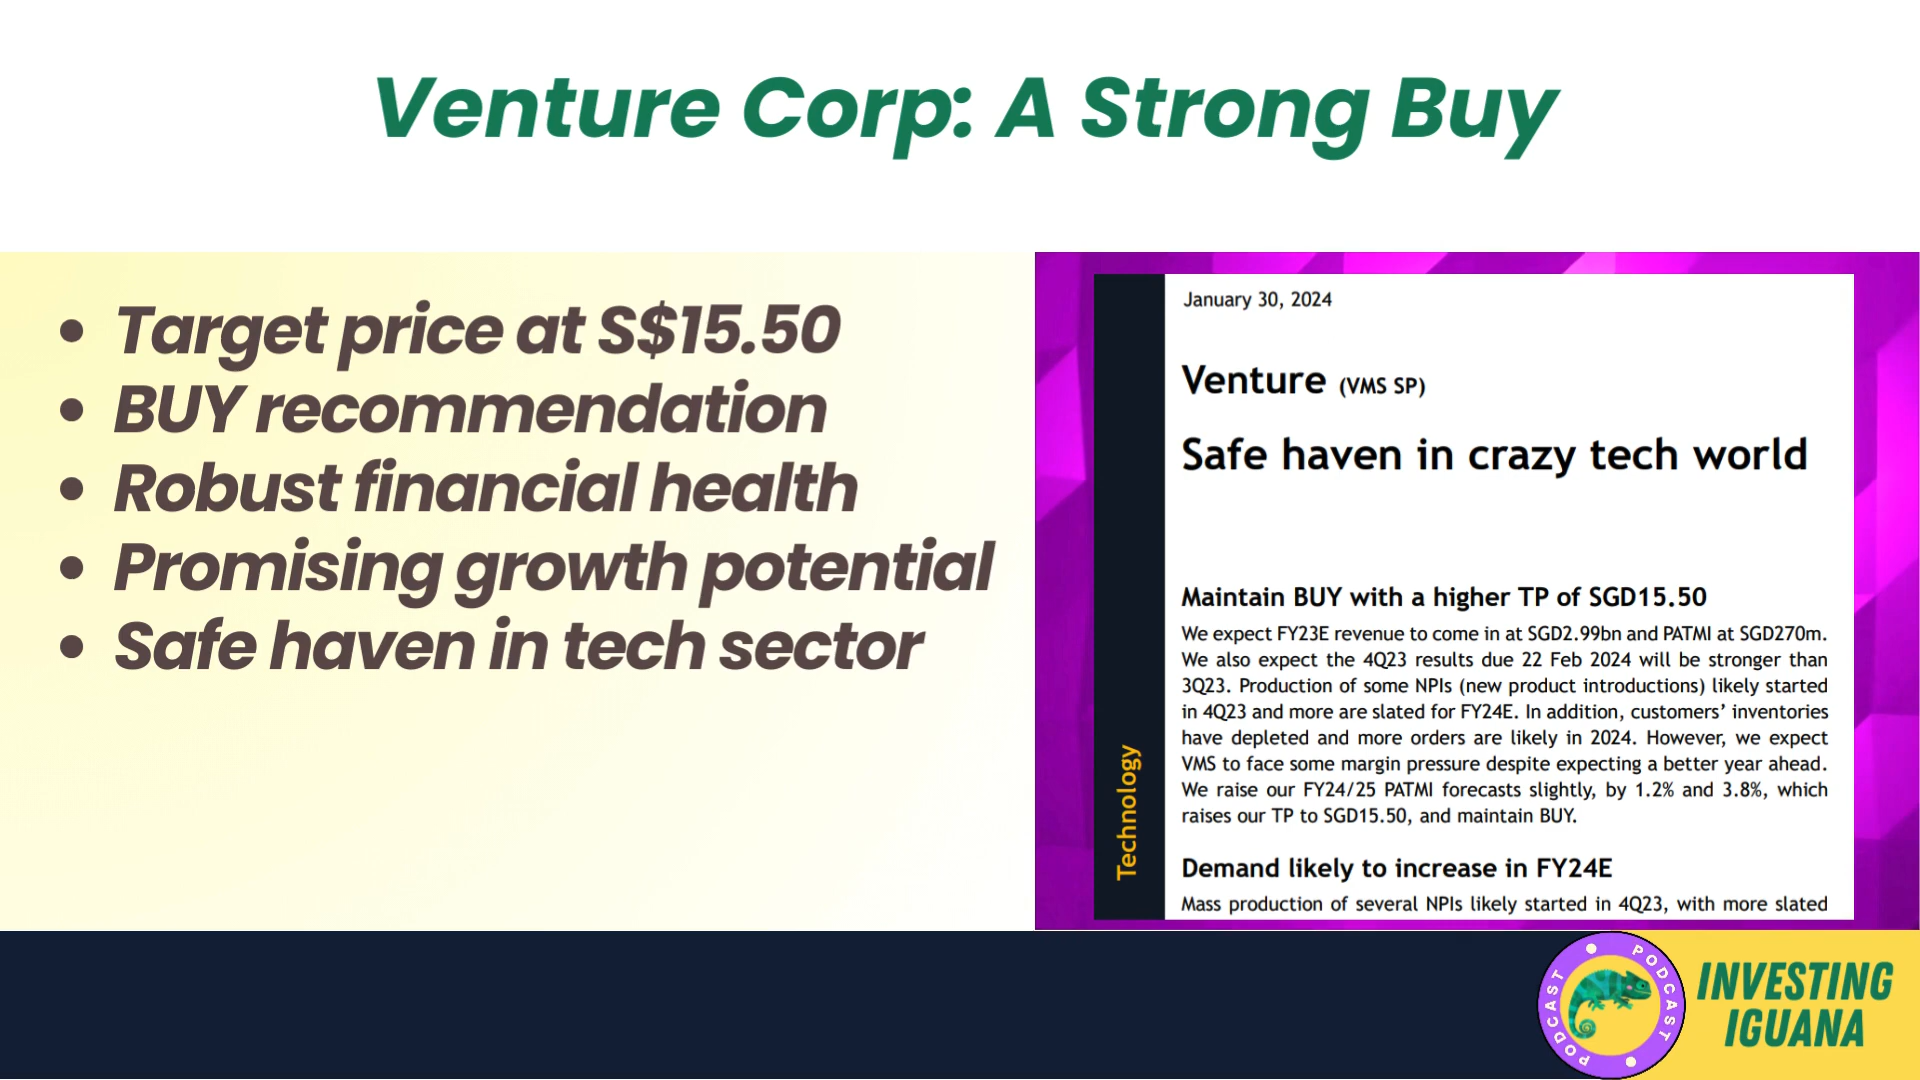 Venture Corp: A Strong Buy
• Target price at S$15.50
• BUY recommendation
• Robust financial health
• Promising growth potential
• Safe haven in tech sector
January 30, 2024
Venture (VMS SP)
Safe haven in crazy tech world
Maintain BUY with a higher TP of SGD15.50
We expect FY23E revenue to come in at SGD2.99bn and PATMI at SGD270m.
We also expect the 4Q23 results due 22 Feb 2024 will be stronger than
3Q23. Production of some NPIs (new product introductions) likely started
in 4Q23 and more are slated for FY24E. In addition, customers’ inventories
have depleted and more orders are likely in 2024. However, we expect
VMS to face some margin pressure despite expecting a better year ahead.
We raise our FY24/25 PATMI forecasts slightly, by 1.2% and 3.8%, which
raises our TP to SGD15.50, and maintain BUY.
Demand likely to increase in FY24E
Mass production of several NPIs likely started in 4Q23, with more slated
Technology
PODCAST
PODCAST
PODCAST
INVESTING
IGUANA